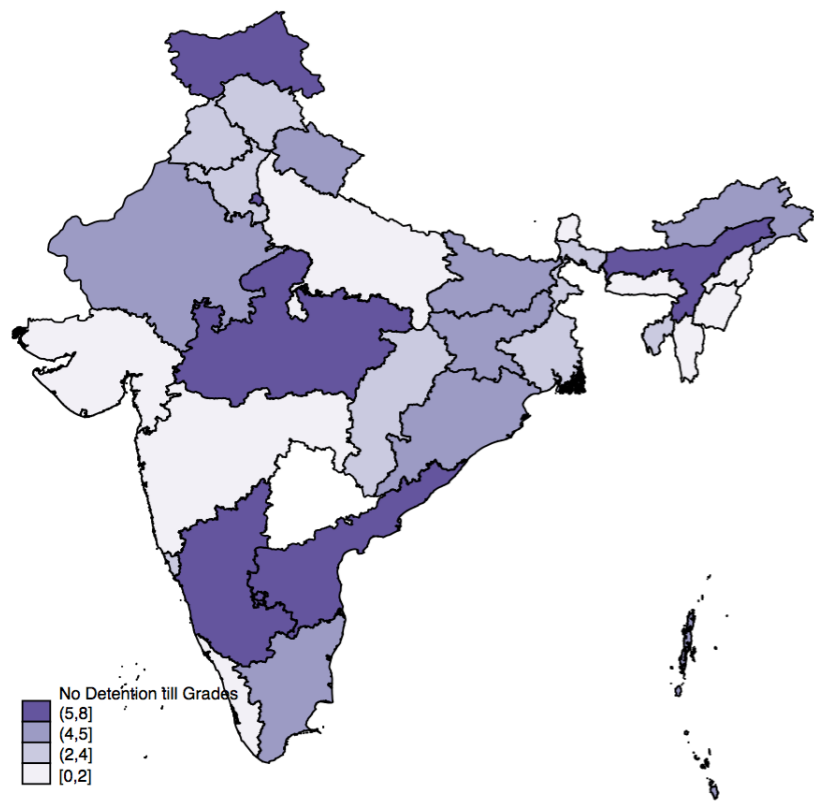 No Detention till Grades
(5,8]
(4,5]
(2,4]
[0,2]